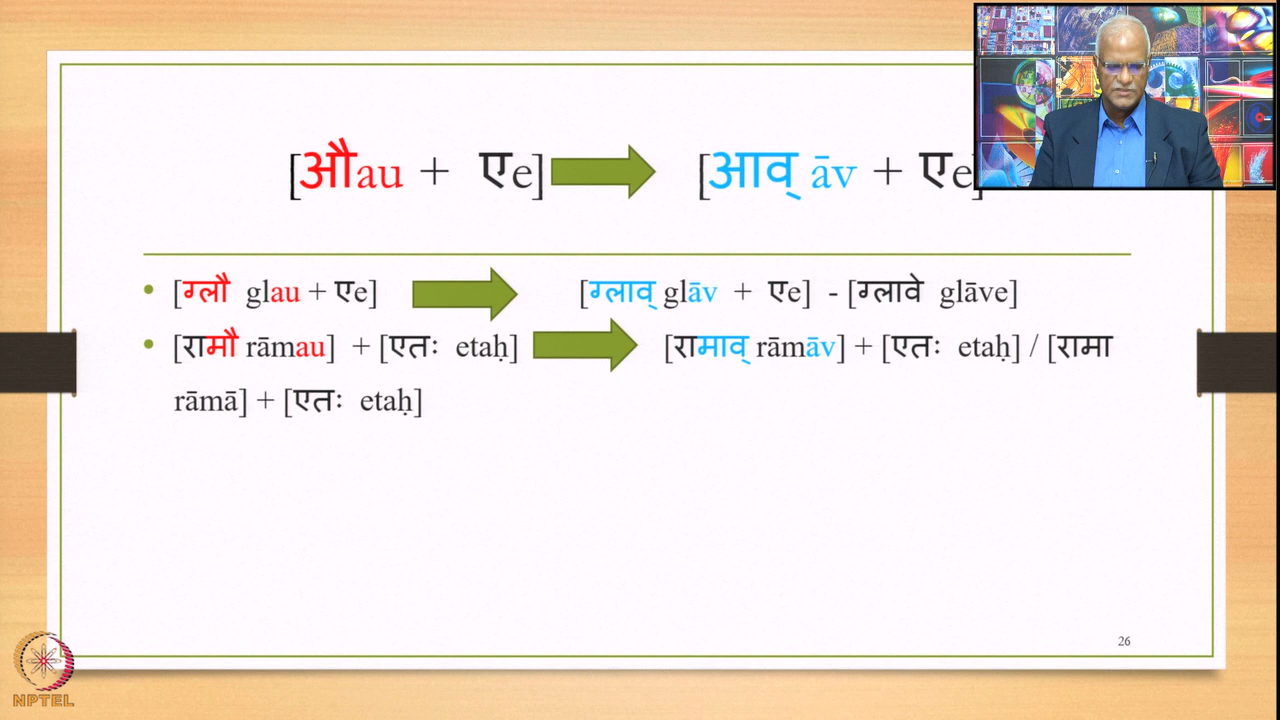 [औau + एe] [आव् āv + एe]
[ग्लौ glau + एe] [ग्लाव् glāv + एe] - [ग्लावे glāve]
[रामौ rāmau] + [एतः etaḥ] [रामाव् rāmāv] + [एतः etaḥ] / [रामा
rāmā] + [एतः etaḥ]
26
NPTEL